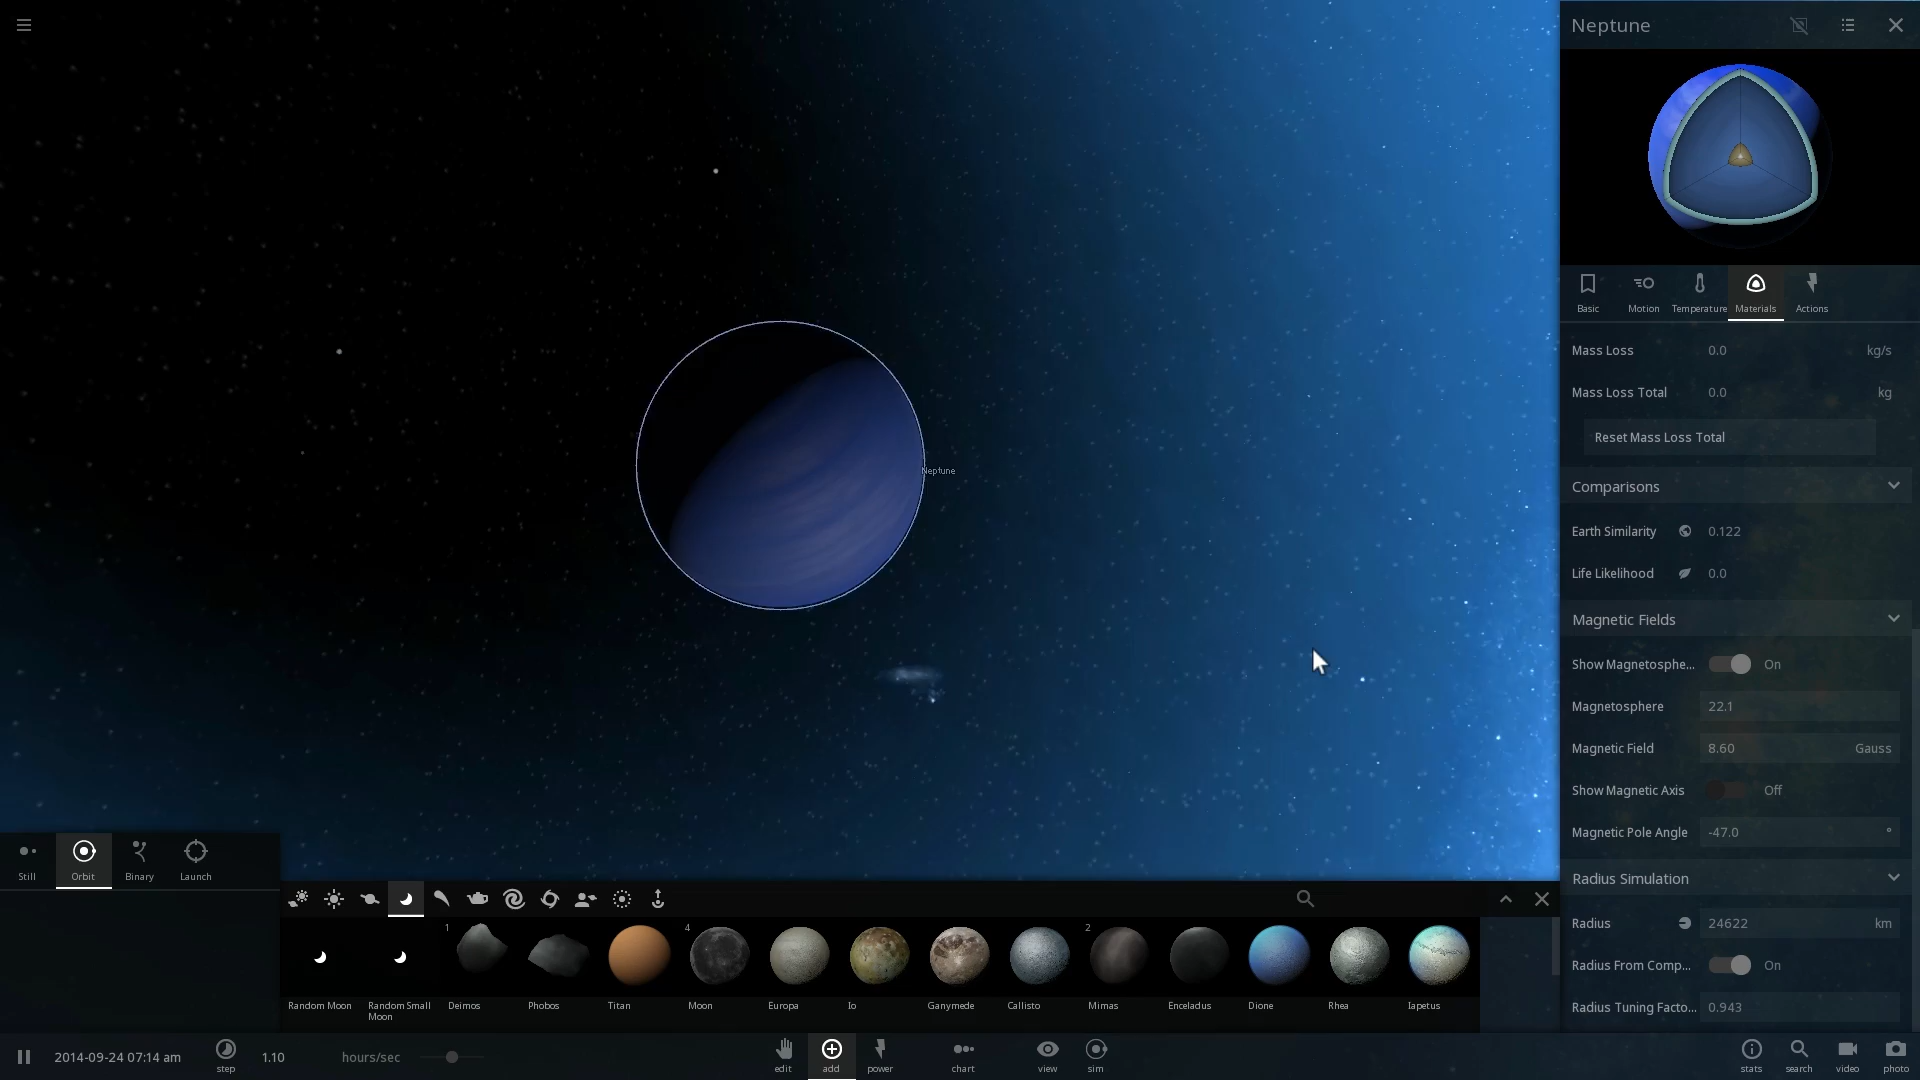 Neptune
Basic
Motion
Temperature
Materials
Actions
Mass Loss 0.0 kg/s
Mass Loss Total 0.0 kg
Reset Mass Loss Total
Comparisons
Earth Similarity 0.122
Life Likelihood 0.0
Magnetic Fields
Show Magnetosphe... On
Magnetosphere 22.1
Magnetic Field 8.60 Gauss
Show Magnetic Axis Off
Magnetic Pole Angle -47.0 °
Radius Simulation
Radius 24622 km
Radius From Comp... On
Radius Tuning Facto... 0.943
Neptune
Still
Orbit
Binary
Launch
1
4
2
Random Moon
Random Small
Moon
Deimos
Phobos
Titan
Moon
Europa
Io
Ganymede
Callisto
Mimas
Enceladus
Dione
Rhea
Iapetus
2014-09-24 07:14 am
step
1.10 hours/sec
edit
add
power
chart
view
sim
stats
search
video
photo